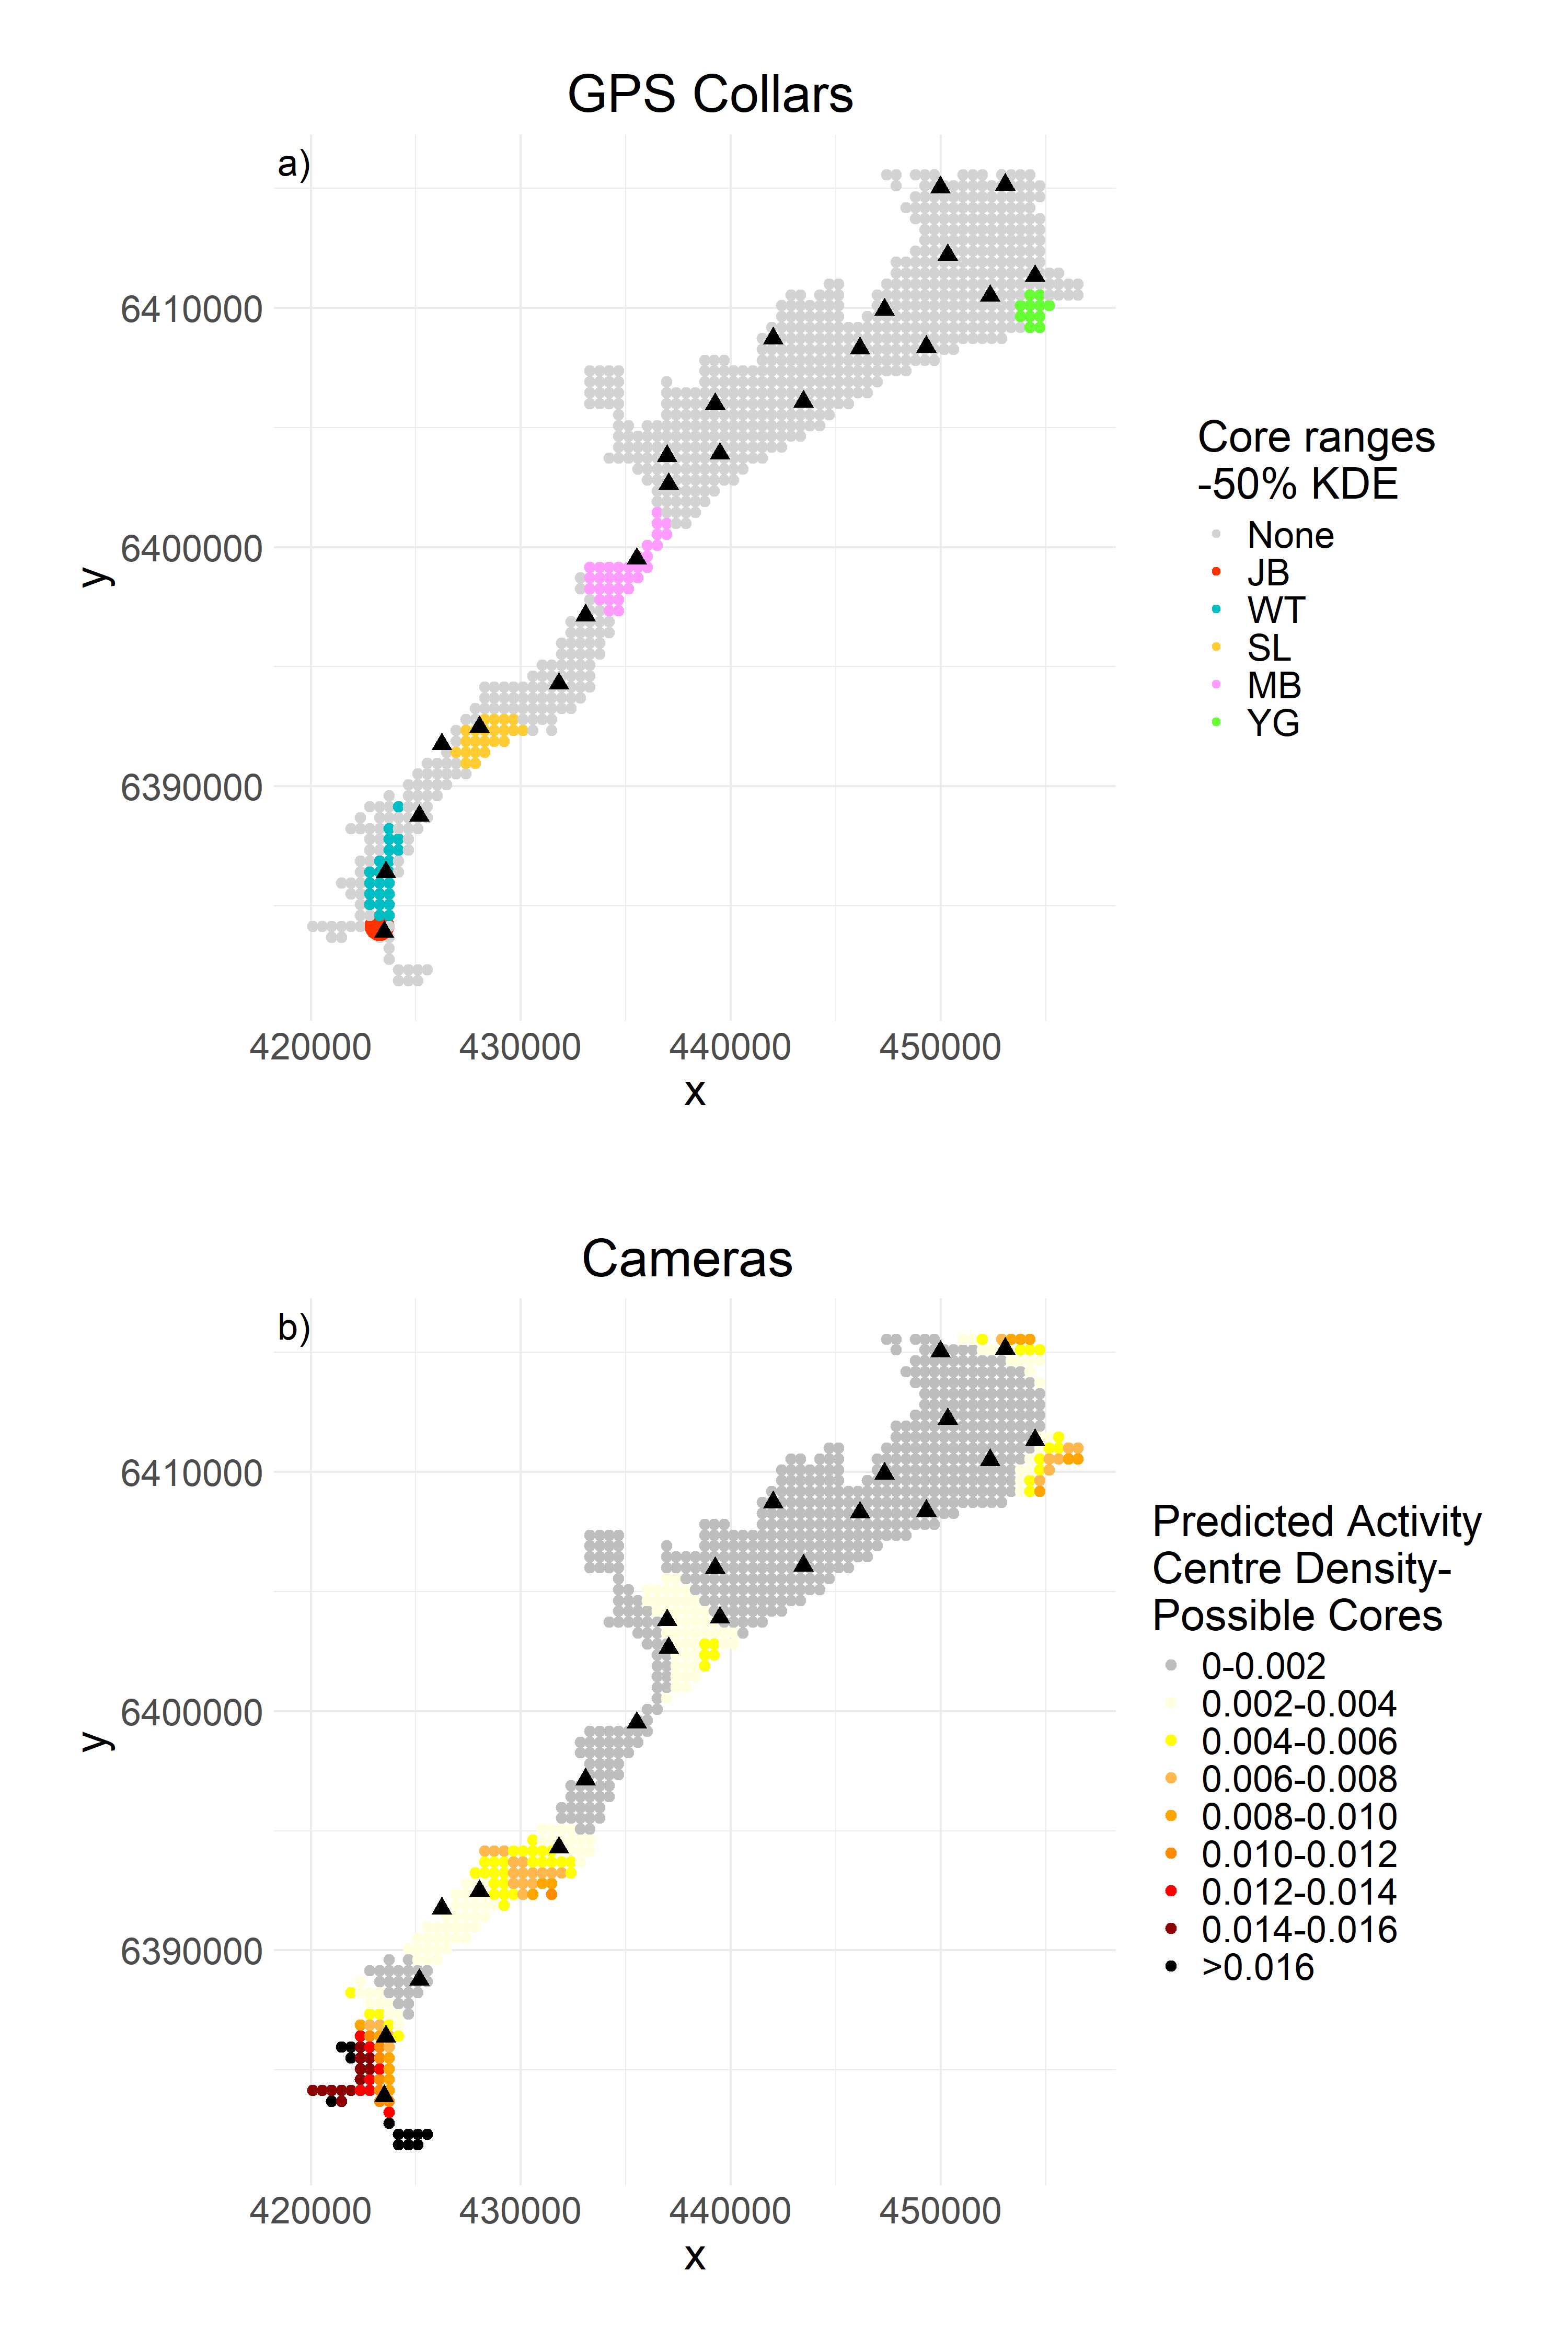 GPS Collars
a)
6410000
6400000
6390000
y
420000 430000 440000 450000
x
Core ranges
-50% KDE
None
JB
WT
SL
MB
YG
Cameras
b)
6410000
6400000
6390000
y
420000 430000 440000 450000
x
Predicted Activity
Centre Density-
Possible Cores
0-0.002
0.002-0.004
0.004-0.006
0.006-0.008
0.008-0.010
0.010-0.012
0.012-0.014
0.014-0.016
>0.016